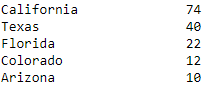 California 74
Texas 40
Florida 22
Colorado 12
Arizona 10